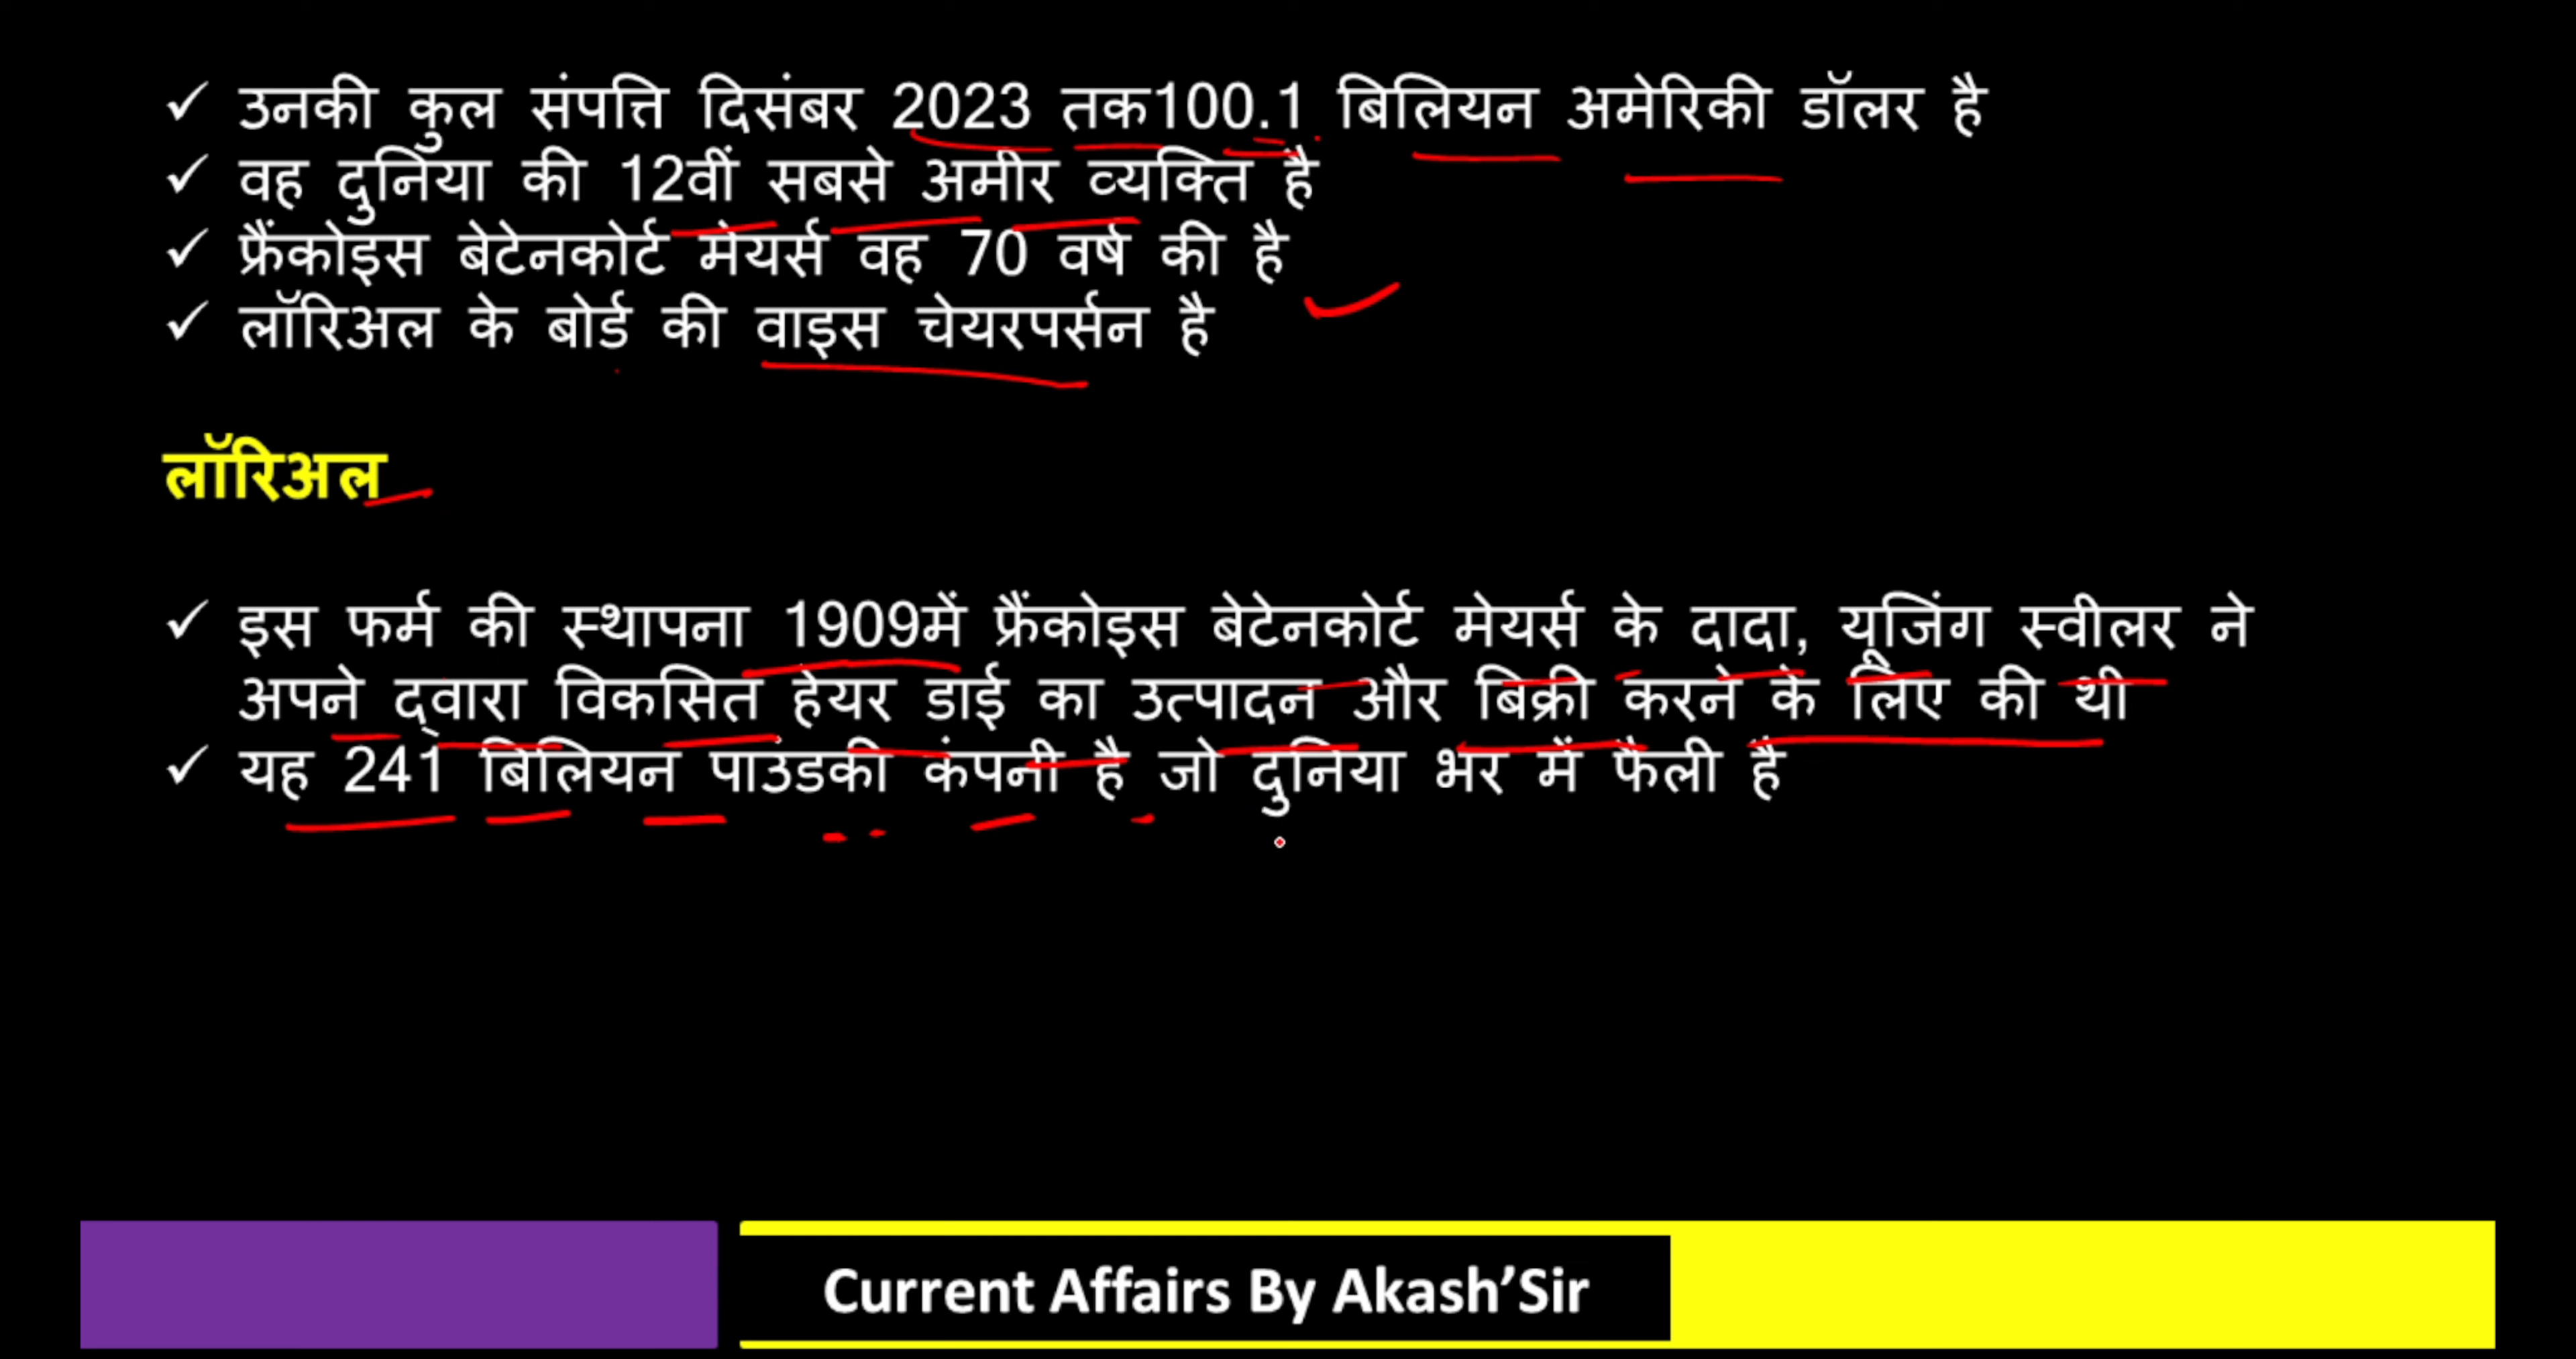 ✓ उनकी कुल संपत्ति दिसंबर 2023 तक100.1 बिलियन अमेरिकी डॉलर है
✓ वह दुनिया की 12वीं सबसे अमीर व्यक्ति है
✓ फ्रैंकोइस बेटेनकोर्ट मेयर्स वह 70 वर्ष की है
✓ लॉरिअल के बोर्ड की वाइस चेयरपर्सन है
लॉरिअल
✓ इस फर्म की स्थापना 1909में फ्रैंकोइस बेटेनकोर्ट मेयर्स के दादा, यूजिंग स्वीलर ने
अपने द्वारा विकसित हेयर डाई का उत्पादन और बिक्री करने के लिए की थी
✓ यह 241 बिलियन पाउंडकी कंपनी है जो दुनिया भर में फैली है
Current Affairs By Akash’Sir